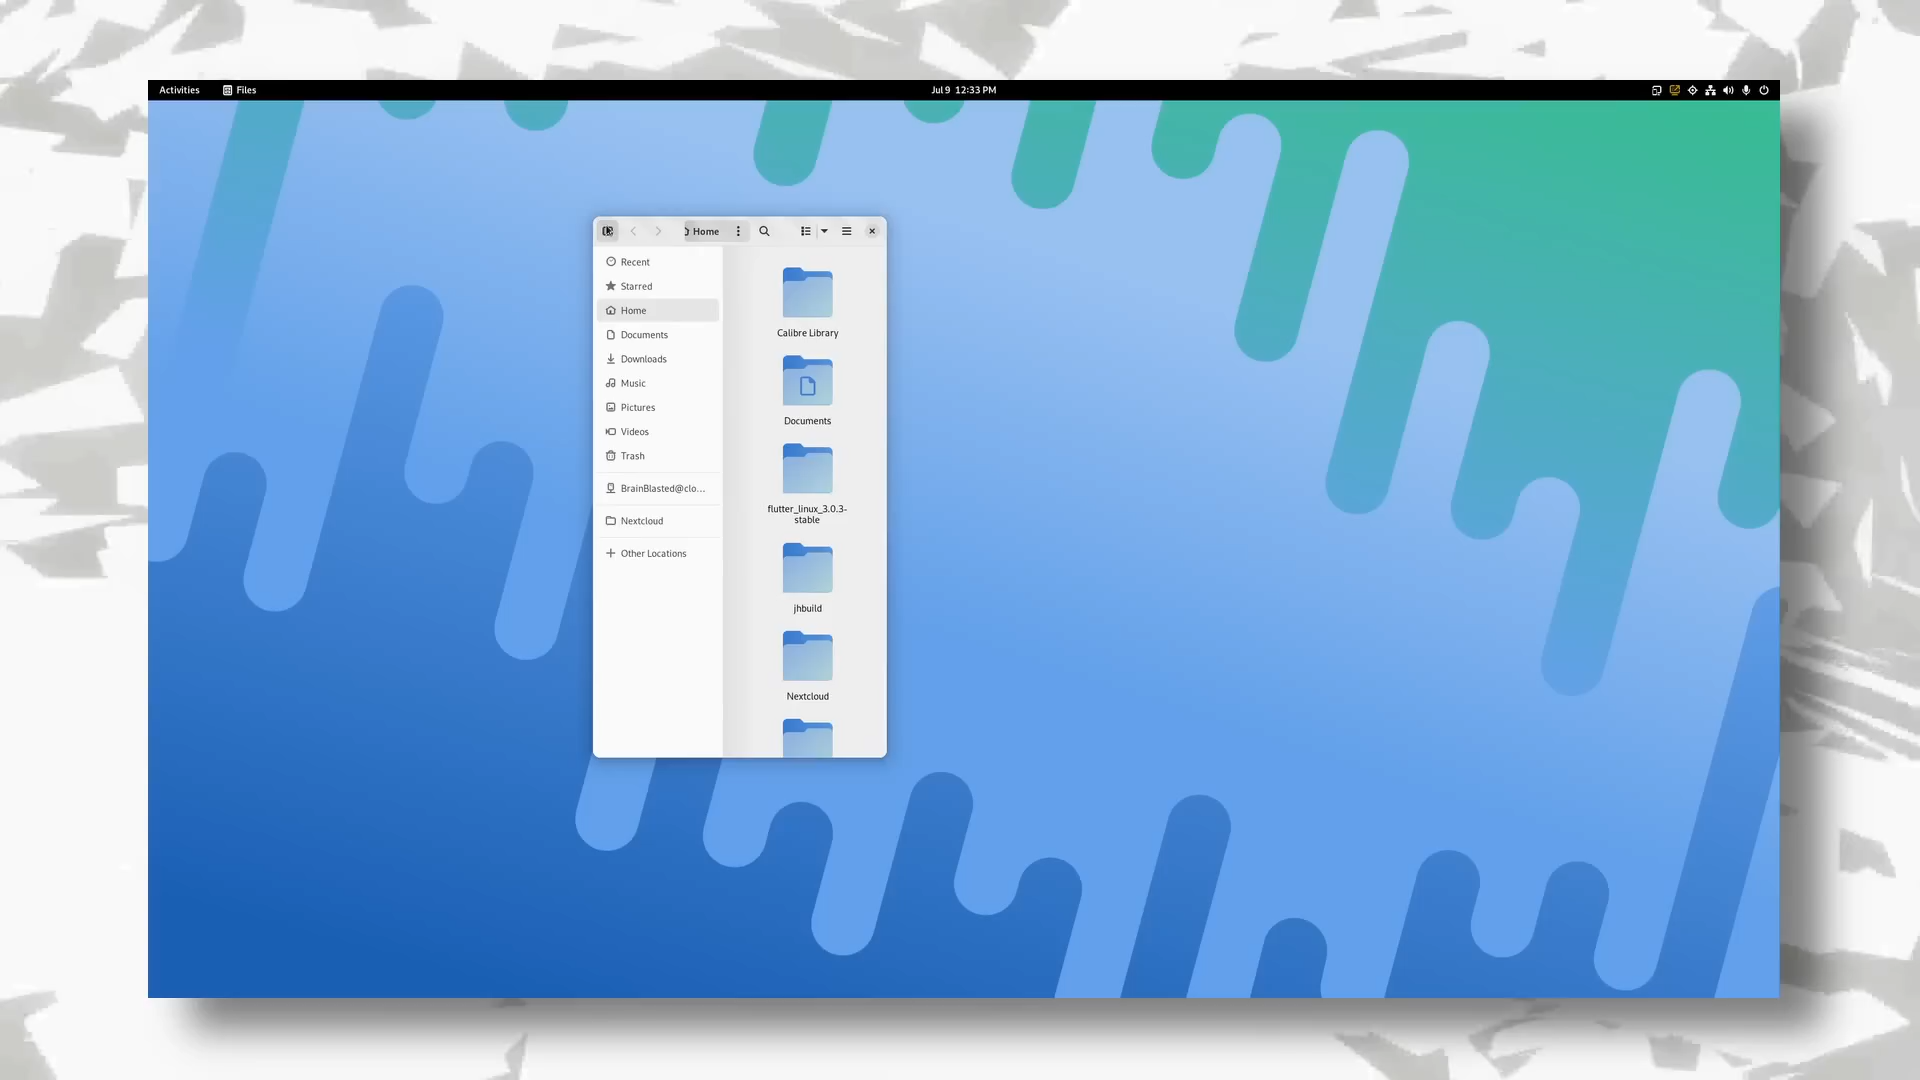 Activities
Files
Jul 9 12:33 PM
Home
Recent
Starred
Home
Documents
Downloads
Music
Pictures
Videos
Trash
BrainBlasted@clo...
Nextcloud
Other Locations
Calibre Library
Documents
flutter_linux_3.0.3-
stable
jhbuild
Nextcloud